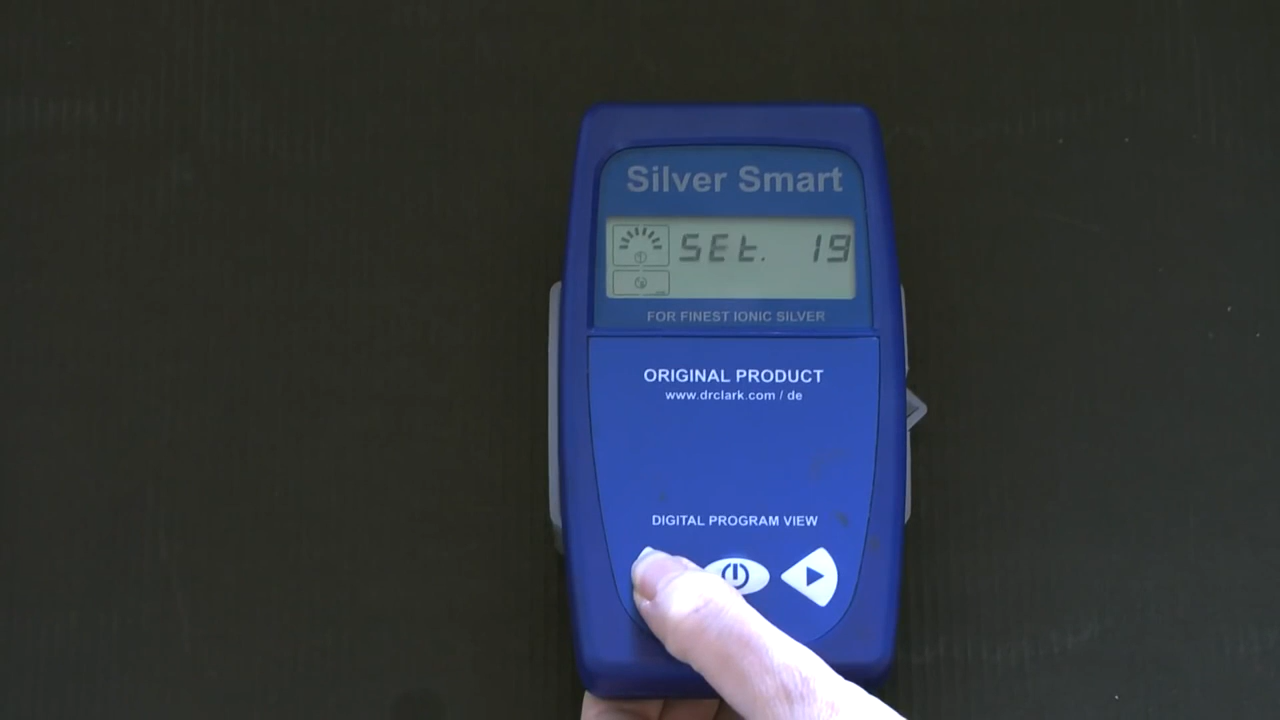 Silver Smart
SEt. 19
FOR FINEST IONIC SILVER
ORIGINAL PRODUCT
www.drclark.com / de
DIGITAL PROGRAM VIEW